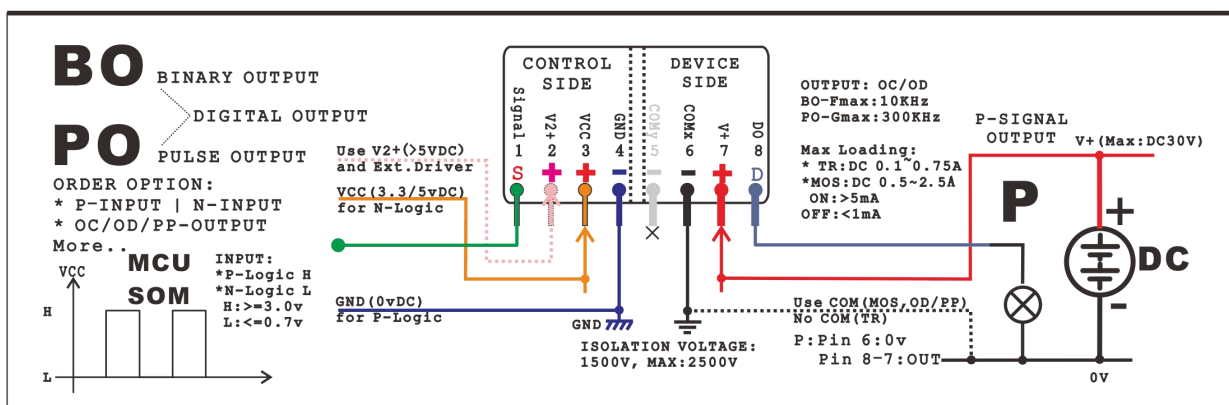 BO BINARY OUTPUT
DIGITAL OUTPUT
PO PULSE OUTPUT
ORDER OPTION:
* P-INPUT | N-INPUT
* OC/OD/PP-OUTPUT
More..
MCU
SOM
VCC
H
L
INPUT:
*P-Logic H
*N-Logic L
H:>=3.0v
L:<=0.7v
Use V2+(>5VDC)
and Ext.Driver
VCC(3.3/5vDC)
for N-Logic
GND(0vDC)
for P-Logic
CONTROL
SIDE
DEVICE
SIDE
Signal 1
V2+ 2
VCC 3
GND 4
COMy 5
COMx 6
V+ 7
DO 8
S + + - - - + D
GND
ISOLATION VOLTAGE:
1500V, MAX:2500V
OUTPUT: OC/OD
BO-Fmax:10KHz
PO-Gmax:300KHz
Max Loading:
* TR:DC 0.1~0.75A
*MOS:DC 0.5~2.5A
ON:>5mA
OFF:<1mA
P-SIGNAL
OUTPUT
V+(Max:DC30V)
P
+
DC
-
Use COM(MOS,OD/PP)
No COM(TR)
P:Pin 6:0v
Pin 8-7:OUT
0V